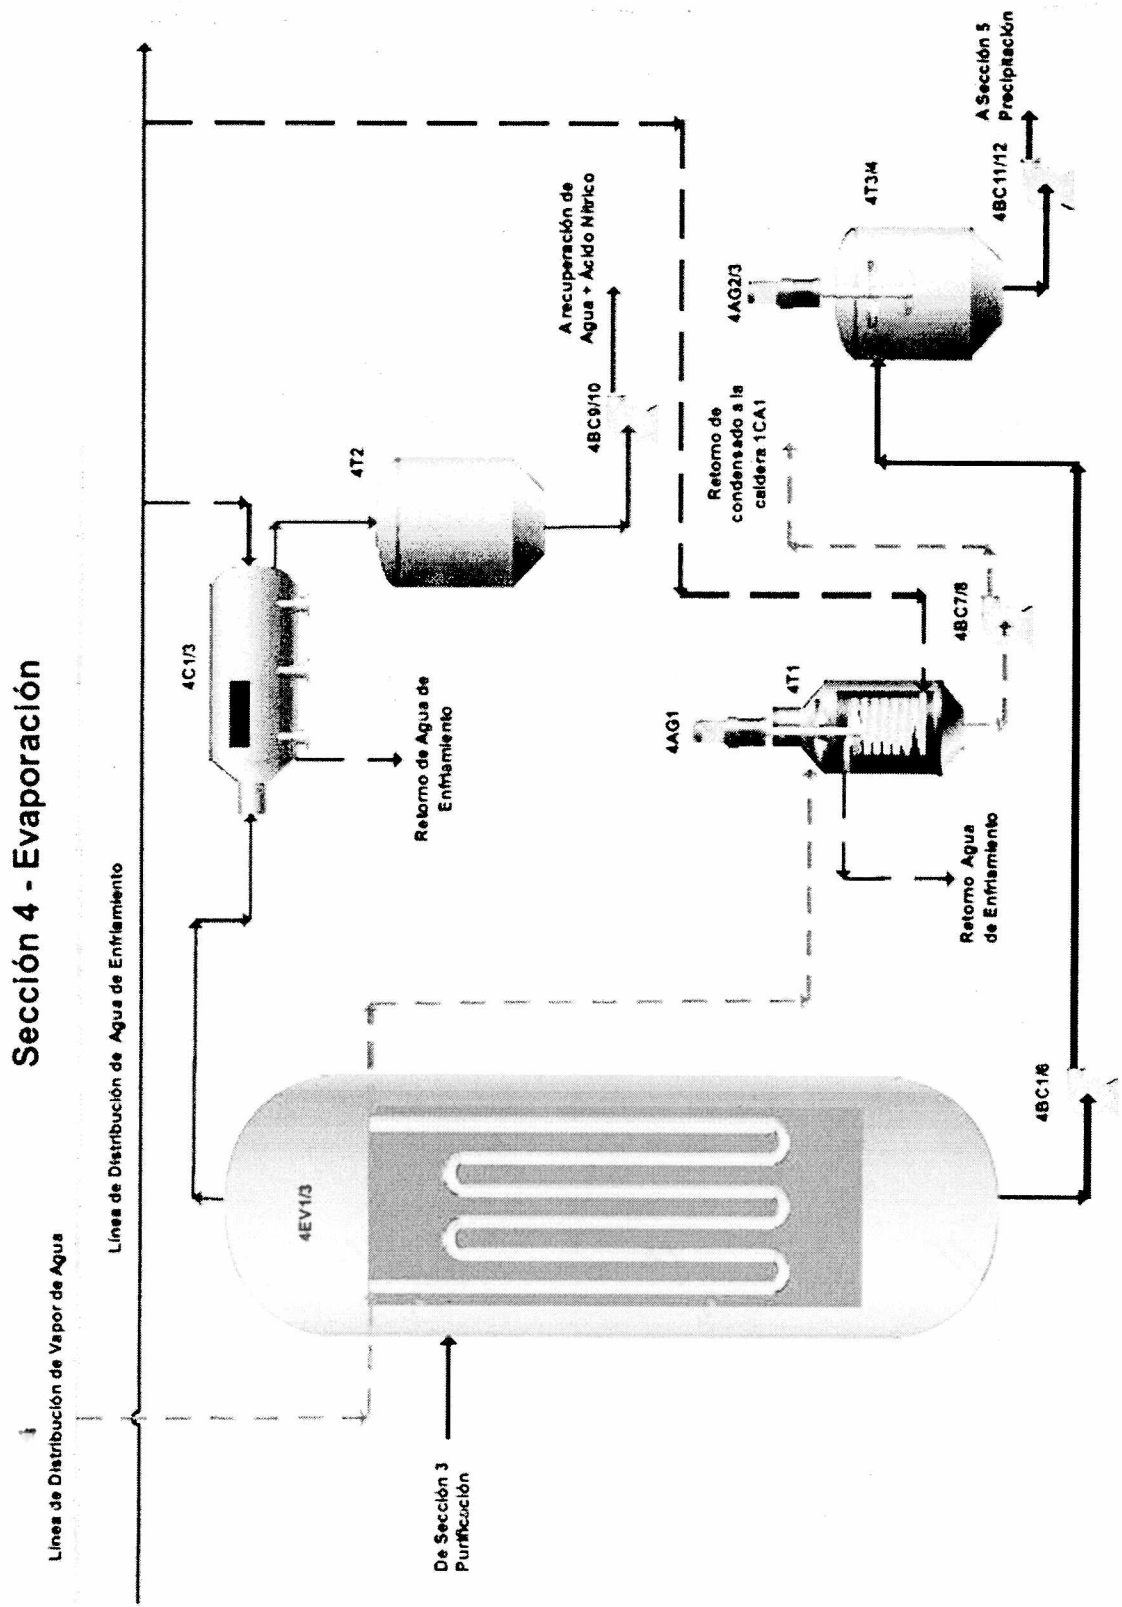 Sección 4 - Evaporación
Línea de Distribución de Vapor de Agua
Línea de Distribución de Agua de Enfriamiento
4C1/3
4T2
Retorno de Agua de
Enfriamiento
A recuperación de
Agua + Ácido Nítrico
4BC9/10
4EV1/3
De Sección 3
Purificación
4AG1
4T1
Retorno Agua
de Enfriamiento
Retorno de
condensado a la
caldera 1CA1
4BC7/8
4AG2/3
4T3/4
4BC1/6
4BC11/12
A Sección 5
Precipitación